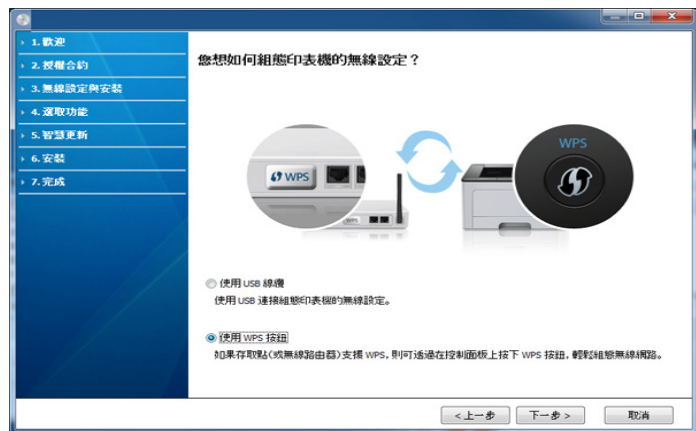 1. 歡迎
2. 授權合約
3. 無線設定與安裝
4. 選取功能
5. 智慧更新
6. 安裝
7. 完成
您想如何組態印表機的無線設定？
WPS
WPS
WPS
使用 USB 線纜
使用 USB 連接組態印表機的無線設定。
使用 WPS 按鈕
如果存取點(或無線路由器)支援 WPS, 則可透過在控制面板上按下 WPS 按鈕, 輕鬆組態無線網路。
<上一步
下一步 >
取消